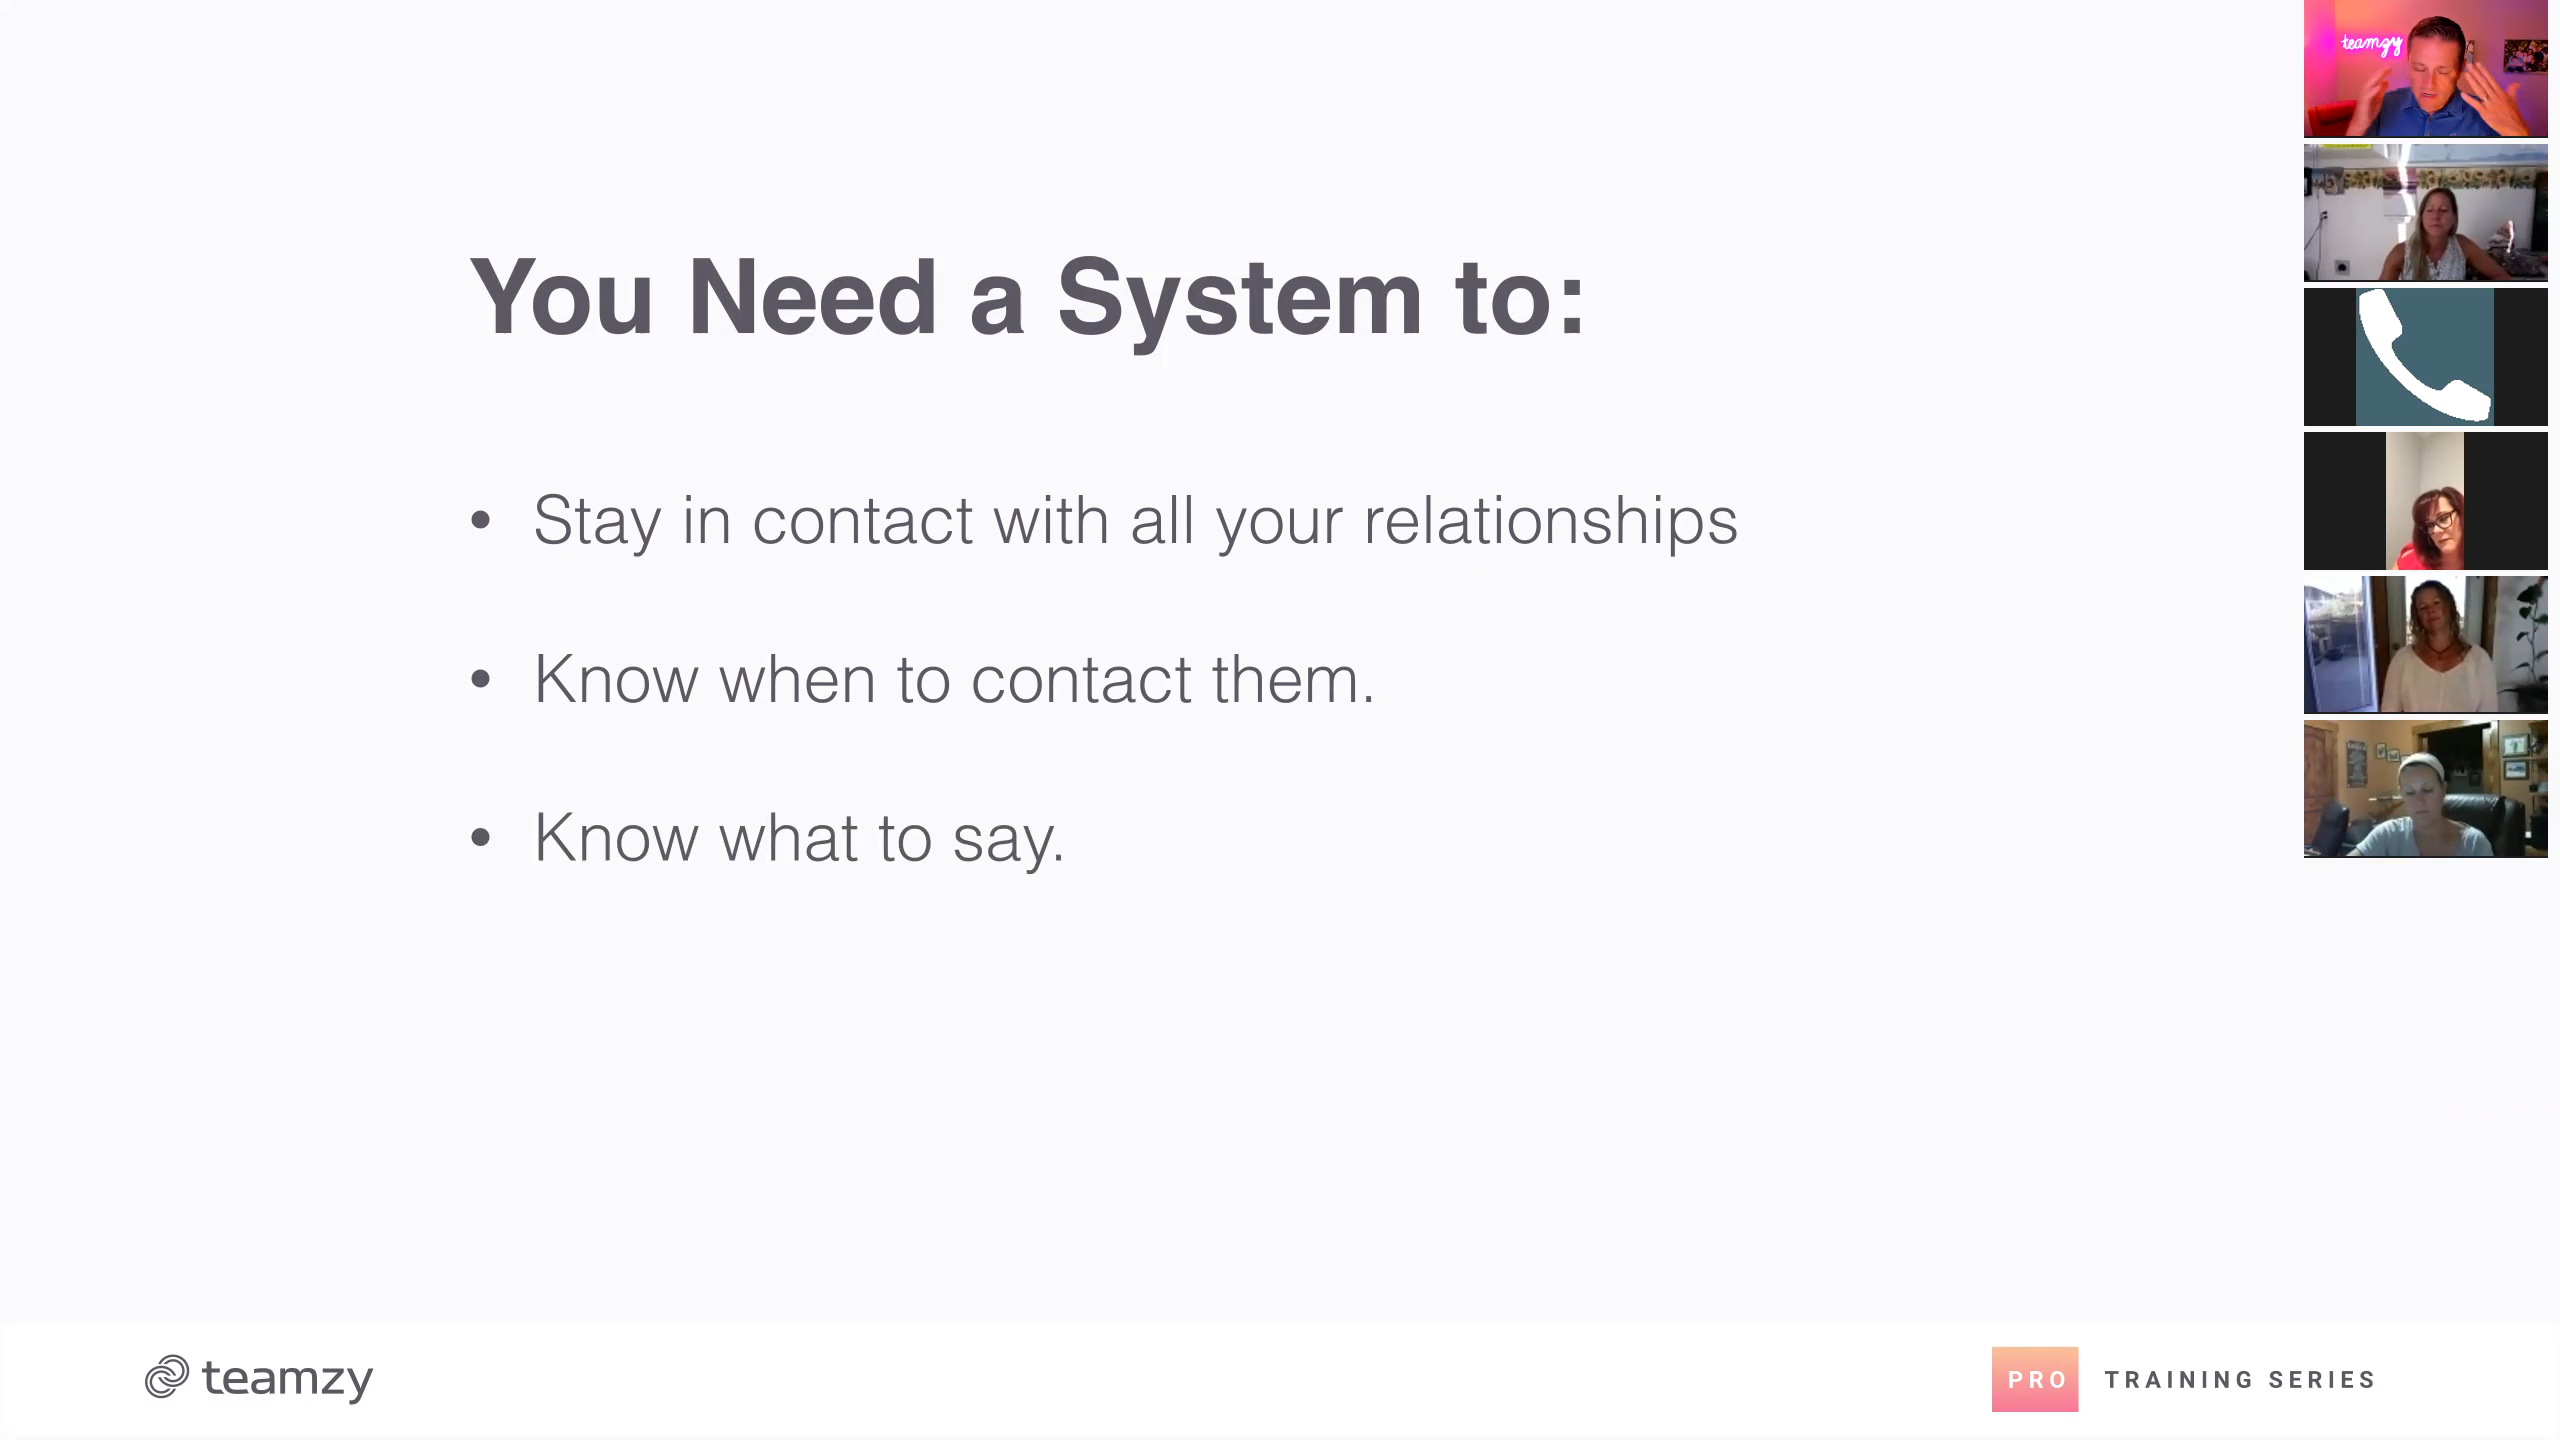 You Need a System to:
• Stay in contact with all your relationships
• Know when to contact them.
• Know what to say.
teamzy
PRO TRAINING SERIES
teamzy